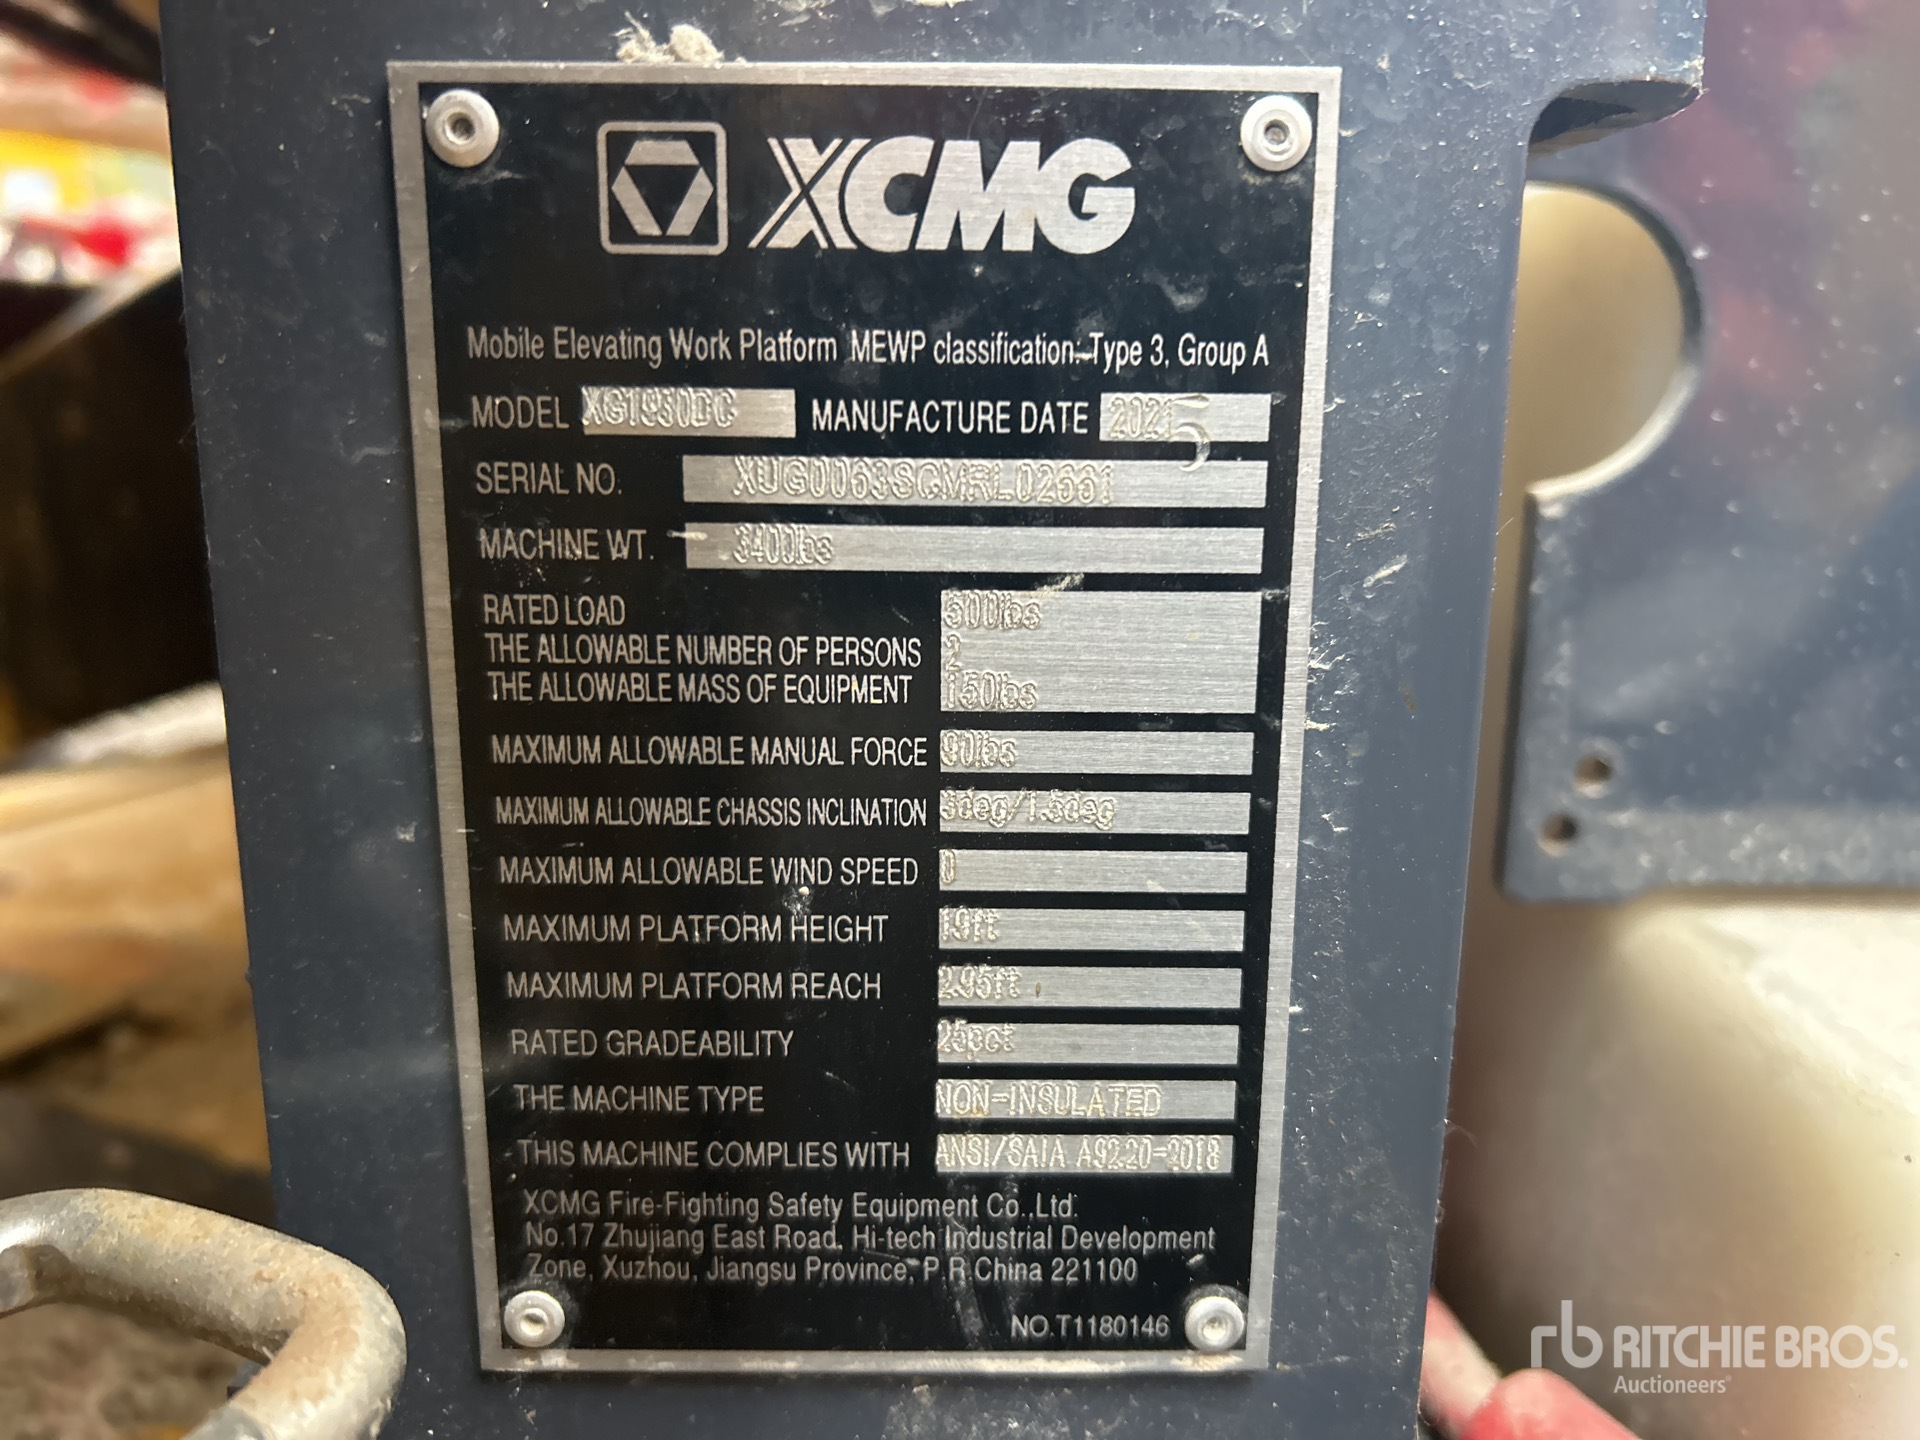 XCMG
Mobile Elevating Work Platform MEWP classification: Type 3, Group A
MODEL XG1930DC MANUFACTURE DATE 2021 5
SERIAL NO. XUG0063SCMRL02661
MACHINE WT. 3400lbs
RATED LOAD 500lbs
THE ALLOWABLE NUMBER OF PERSONS 2
THE ALLOWABLE MASS OF EQUIPMENT 150lbs
MAXIMUM ALLOWABLE MANUAL FORCE 90lbs
MAXIMUM ALLOWABLE CHASSIS INCLINATION 3deg/1.5deg
MAXIMUM ALLOWABLE WIND SPEED 0
MAXIMUM PLATFORM HEIGHT 19ft
MAXIMUM PLATFORM REACH 2.95ft
RATED GRADEABILITY 25pct
THE MACHINE TYPE NON-INSULATED
THIS MACHINE COMPLIES WITH ANSI/SAIA A92.20-2018
XCMG Fire-Fighting Safety Equipment Co.,Ltd.
No.17 Zhujiang East Road, Hi-tech Industrial Development
Zone, Xuzhou, Jiangsu Province, P.R.China 221100
NO.T1180146
rb RITCHIE BROS.
Auctioneers